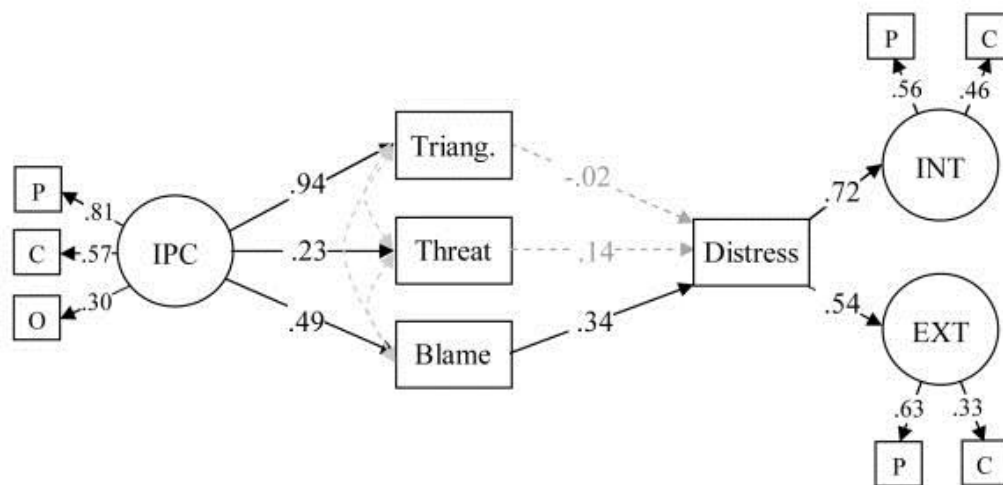 P
C
.56
.46
INT
Triang.
.94
-.02
.72
P
.81
C
.57
IPC
.23
Threat
.14
Distress
O
.30
.49
Blame
.34
.54
EXT
.63
.33
P
C